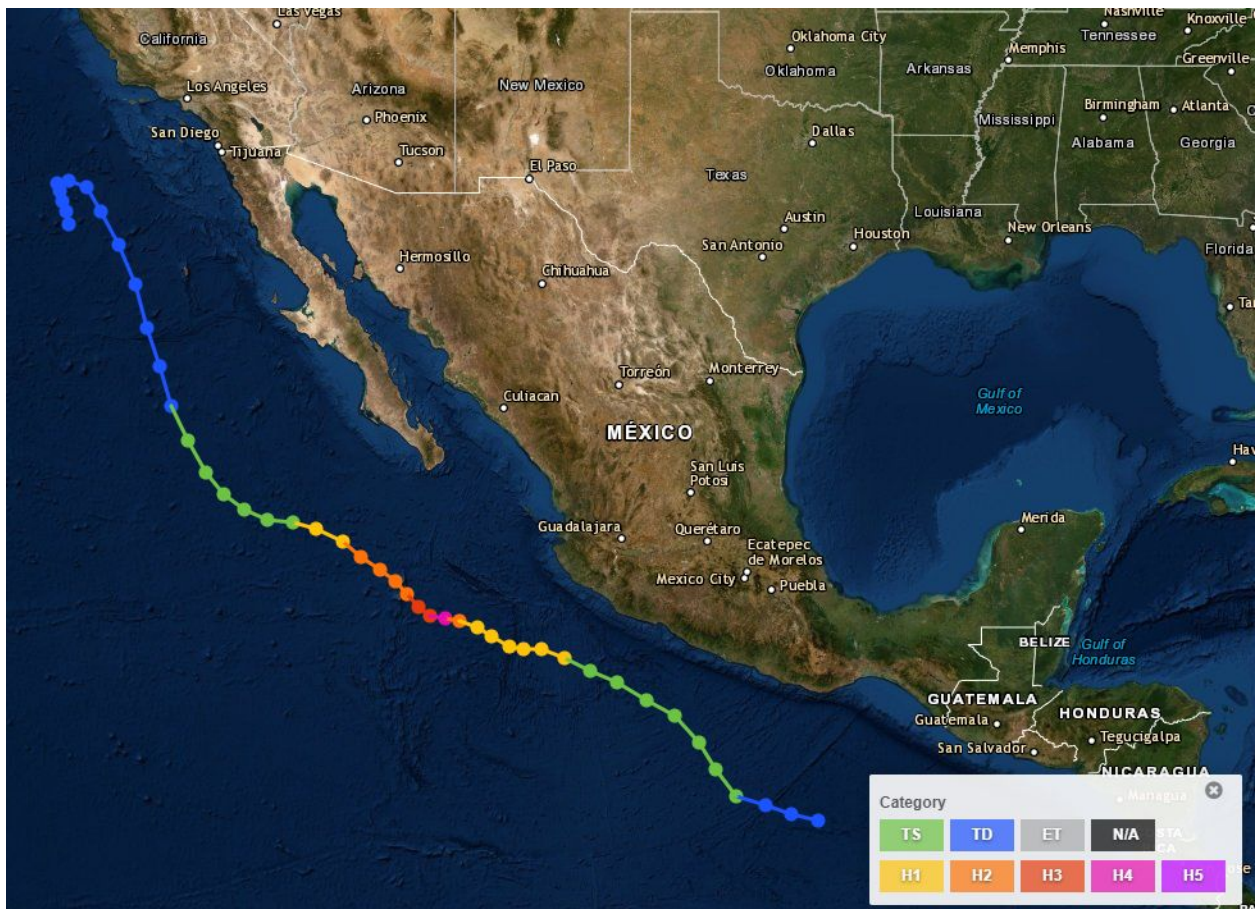 Las Vegas
Nashville
Knoxville
California
Oklahoma City
Tennessee
Memphis
Greenville
Oklahoma
Arkansas
Los Angeles
Arizona
New Mexico
Birmingham
Atlanta
Phoenix
Mississippi
San Diego
Dallas
Alabama
Georgia
Tijuana
Tucson
El Paso
Texas
Louisiana
Austin
New Orleans
San Antonio
Houston
Florida
Hermosillo
Chihuahua
Torreón
Monterrey
Culiacan
Gulf of
Mexico
MÉXICO
San Luis
Potosi
Hav
Guadalajara
Querétaro
Merida
Ecatepec
de Morelos
Mexico City
Puebla
BELIZE
Gulf of
Honduras
GUATEMALA
HONDURAS
Guatemala
Tegucigalpa
San Salvador
NICARAGUA
Managua
Category
TS
TD
ET
N/A
STA
CA
H1
H2
H3
H4
H5